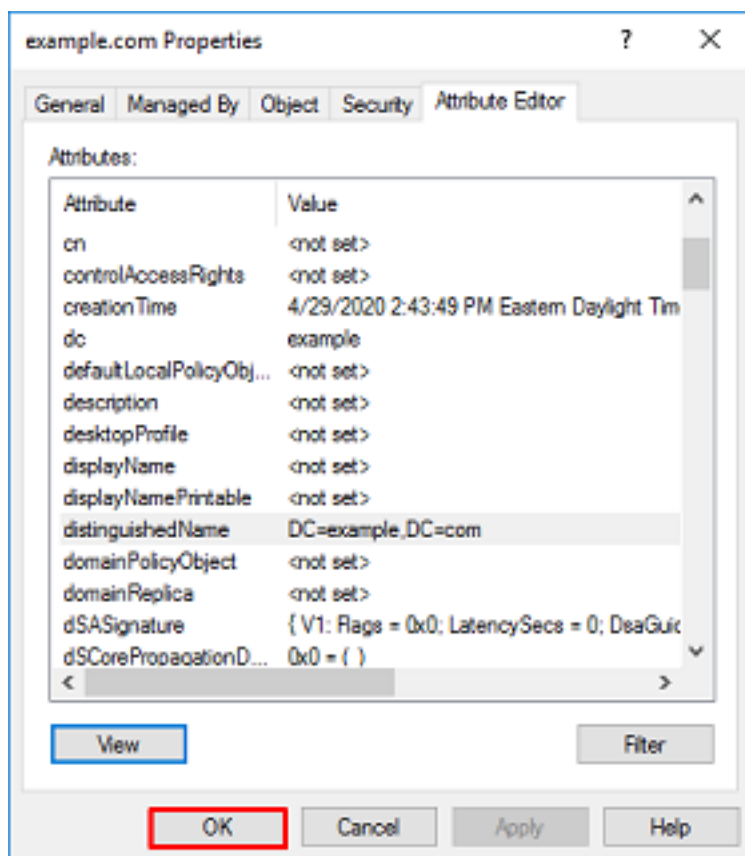 example.com Properties ? ×
General Managed By Object Security Attribute Editor
Attributes:
Attribute Value
cn <not set>
controlAccessRights <not set>
creationTime 4/29/2020 2:43:49 PM Eastern Daylight Tim
dc example
defaultLocalPolicyObj... <not set>
description <not set>
desktopProfile <not set>
displayName <not set>
displayNamePrintable <not set>
distinguishedName DC=example,DC=com
domainPolicyObject <not set>
domainReplica <not set>
dSASignature { V1: Flags = 0x0; LatencySecs = 0; DsaGuid
dSCorePropagationD... 0x0 = ( )
View Filter
OK Cancel Apply Help